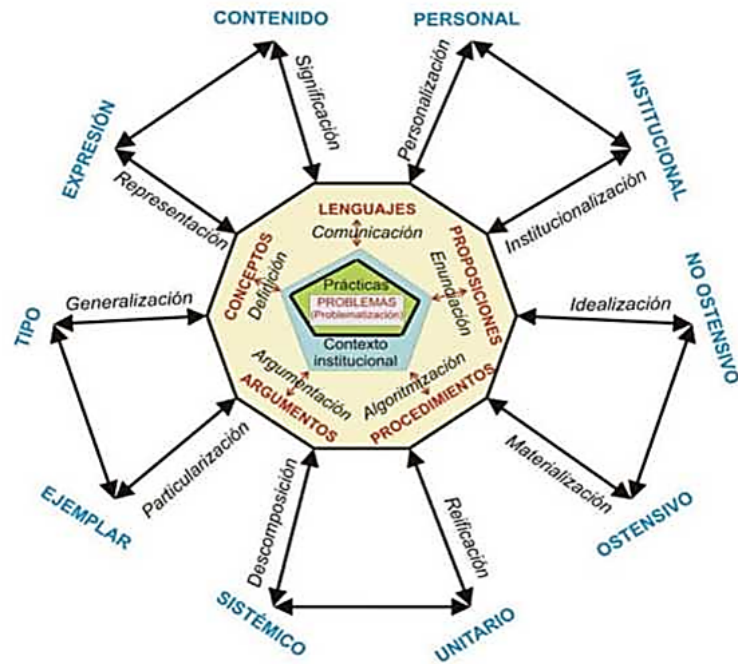 CONTENIDO
PERSONAL
EXPRESIÓN
Significación
Personalización
INSTITUCIONAL
Representación
Institucionalización
LENGUAJES
Comunicación
CONCEPTOS
Definición
PROPOSICIONES
Enunciación
Prácticas
PROBLEMAS
(Problematización)
Contexto
institucional
TIPO
Generalización
Idealización
NO OSTENSIVO
Argumentación
ARGUMENTOS
Algoritmización
PROCEDIMIENTOS
EJEMPLAR
Particularización
Materialización
OSTENSIVO
Descomposición
Reificación
SISTÉMICO
UNITARIO